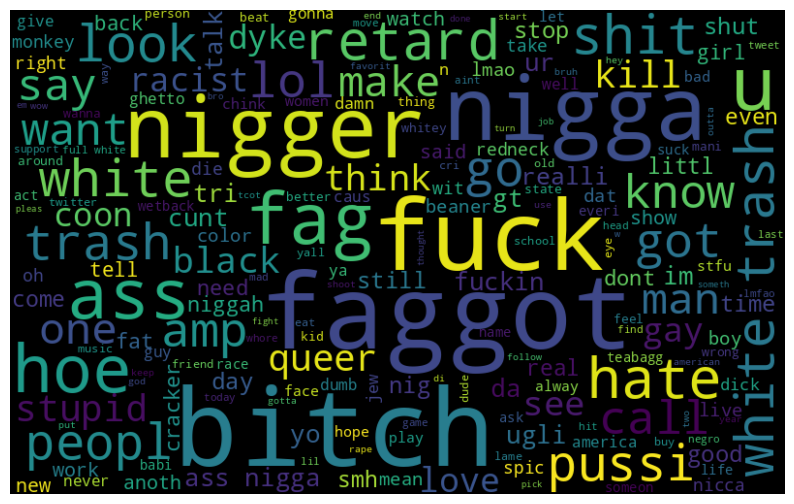 give
monkey
right
back
person
beat
gonna
watch
stop
let
take
shit
shut
girl
look
talk
dyke
retard
say
racist
lol
make
n
lmao
ur
kill
bad
u
even
want
ghetto
chink
women
damn
thing
whitey
well
aint
bruh
hey
tweet
move
end
done
start
favorit
way
wanna
em
wow
bro
nigger
nigga
suck
mani
outta
support
full white
around
white
die
cri
turn
job
redneck
said
old
littl
act
tri
think
go
realli
know
trash
pleas
twitter
coon
tcot
better
caus
wit
beaner
gt
dat
state
everi
use
show
head
w
last
wetback
cunt
color
fag
fuck
school
eye
got
white trash
oh
tell
black
yall
ya
still
thought
fuckin
dont
im
stfu
someth
come
need
mad
shoot
niggah
ass
amp
faggot
name
feel
find
man
time
lmfao
one
fat
guy
music
whore
fight
eat
kid
gay
boy
wrong
hoe
friend
race
queer
real
follow
dude
di
teabagg
american
keep
god
cracker
day
gotta
face
dumb
jew
nig
da
alway
hate
dick
stupid
today
bitch
game
see
call
live
year
two
put
peopl
yo
hope
play
ask
ugli
hit
america
buy
negro
work
babi
lil
rape
lame
good
life
new
never
anoth
ass nigga
smh
mean
love
pick
spic
pussi
someon
nicca